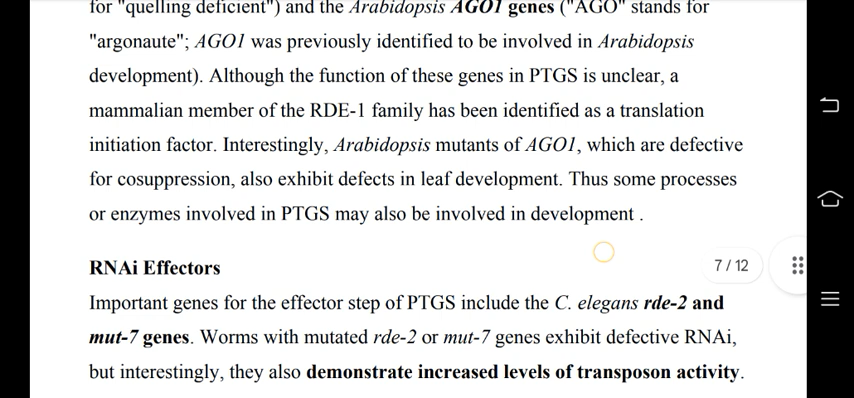 for "quelling deficient") and the Arabidopsis AGO1 genes ("AGO" stands for
"argonaute"; AGO1 was previously identified to be involved in Arabidopsis
development). Although the function of these genes in PTGS is unclear, a
mammalian member of the RDE-1 family has been identified as a translation
initiation factor. Interestingly, Arabidopsis mutants of AGO1, which are defective
for cosuppression, also exhibit defects in leaf development. Thus some processes
or enzymes involved in PTGS may also be involved in development .
7 / 12
RNAi Effectors
Important genes for the effector step of PTGS include the C. elegans rde-2 and
mut-7 genes. Worms with mutated rde-2 or mut-7 genes exhibit defective RNAi,
but interestingly, they also demonstrate increased levels of transposon activity.